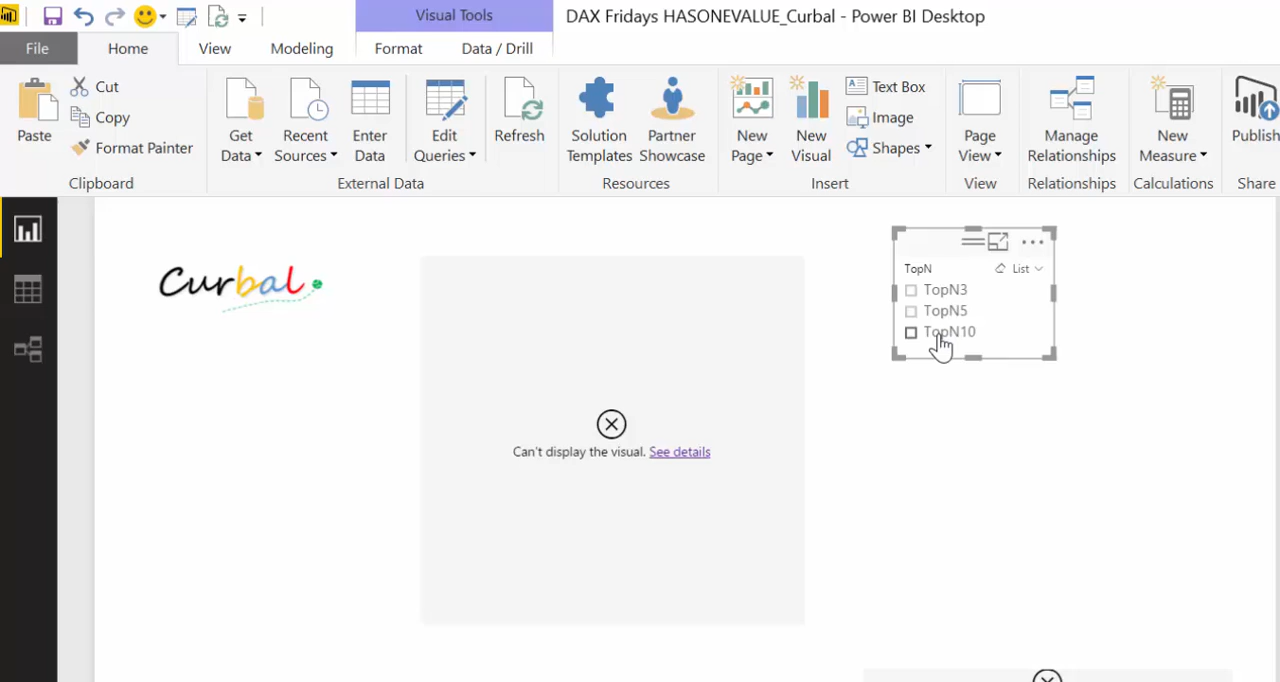 Visual Tools
DAX Fridays HASONEVALUE_Curbal - Power BI Desktop
File
Home
View
Modeling
Format
Data / Drill
Paste
Cut
Copy
Format Painter
Clipboard
Get
Data
Recent
Sources
Enter
Data
Edit
Queries
Refresh
External Data
Solution
Templates
Partner
Showcase
Resources
New
Page
New
Visual
Text Box
Image
Shapes
Insert
Page
View
View
Manage
Relationships
Relationships
New
Measure
Calculations
Publish
Share
Curbal
Can't display the visual. See details
TopN
List
TopN3
TopN5
TopN10